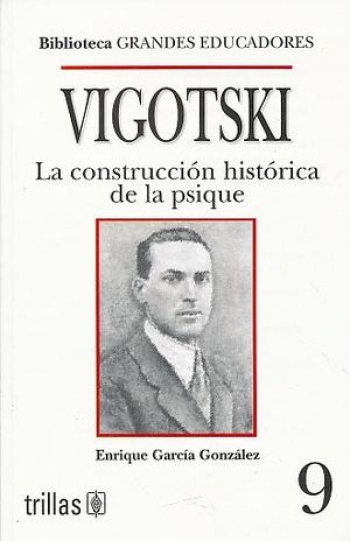 Biblioteca GRANDES EDUCADORES
VIGOTSKI
La construcción histórica
de la psique
Enrique García González
trillas
9